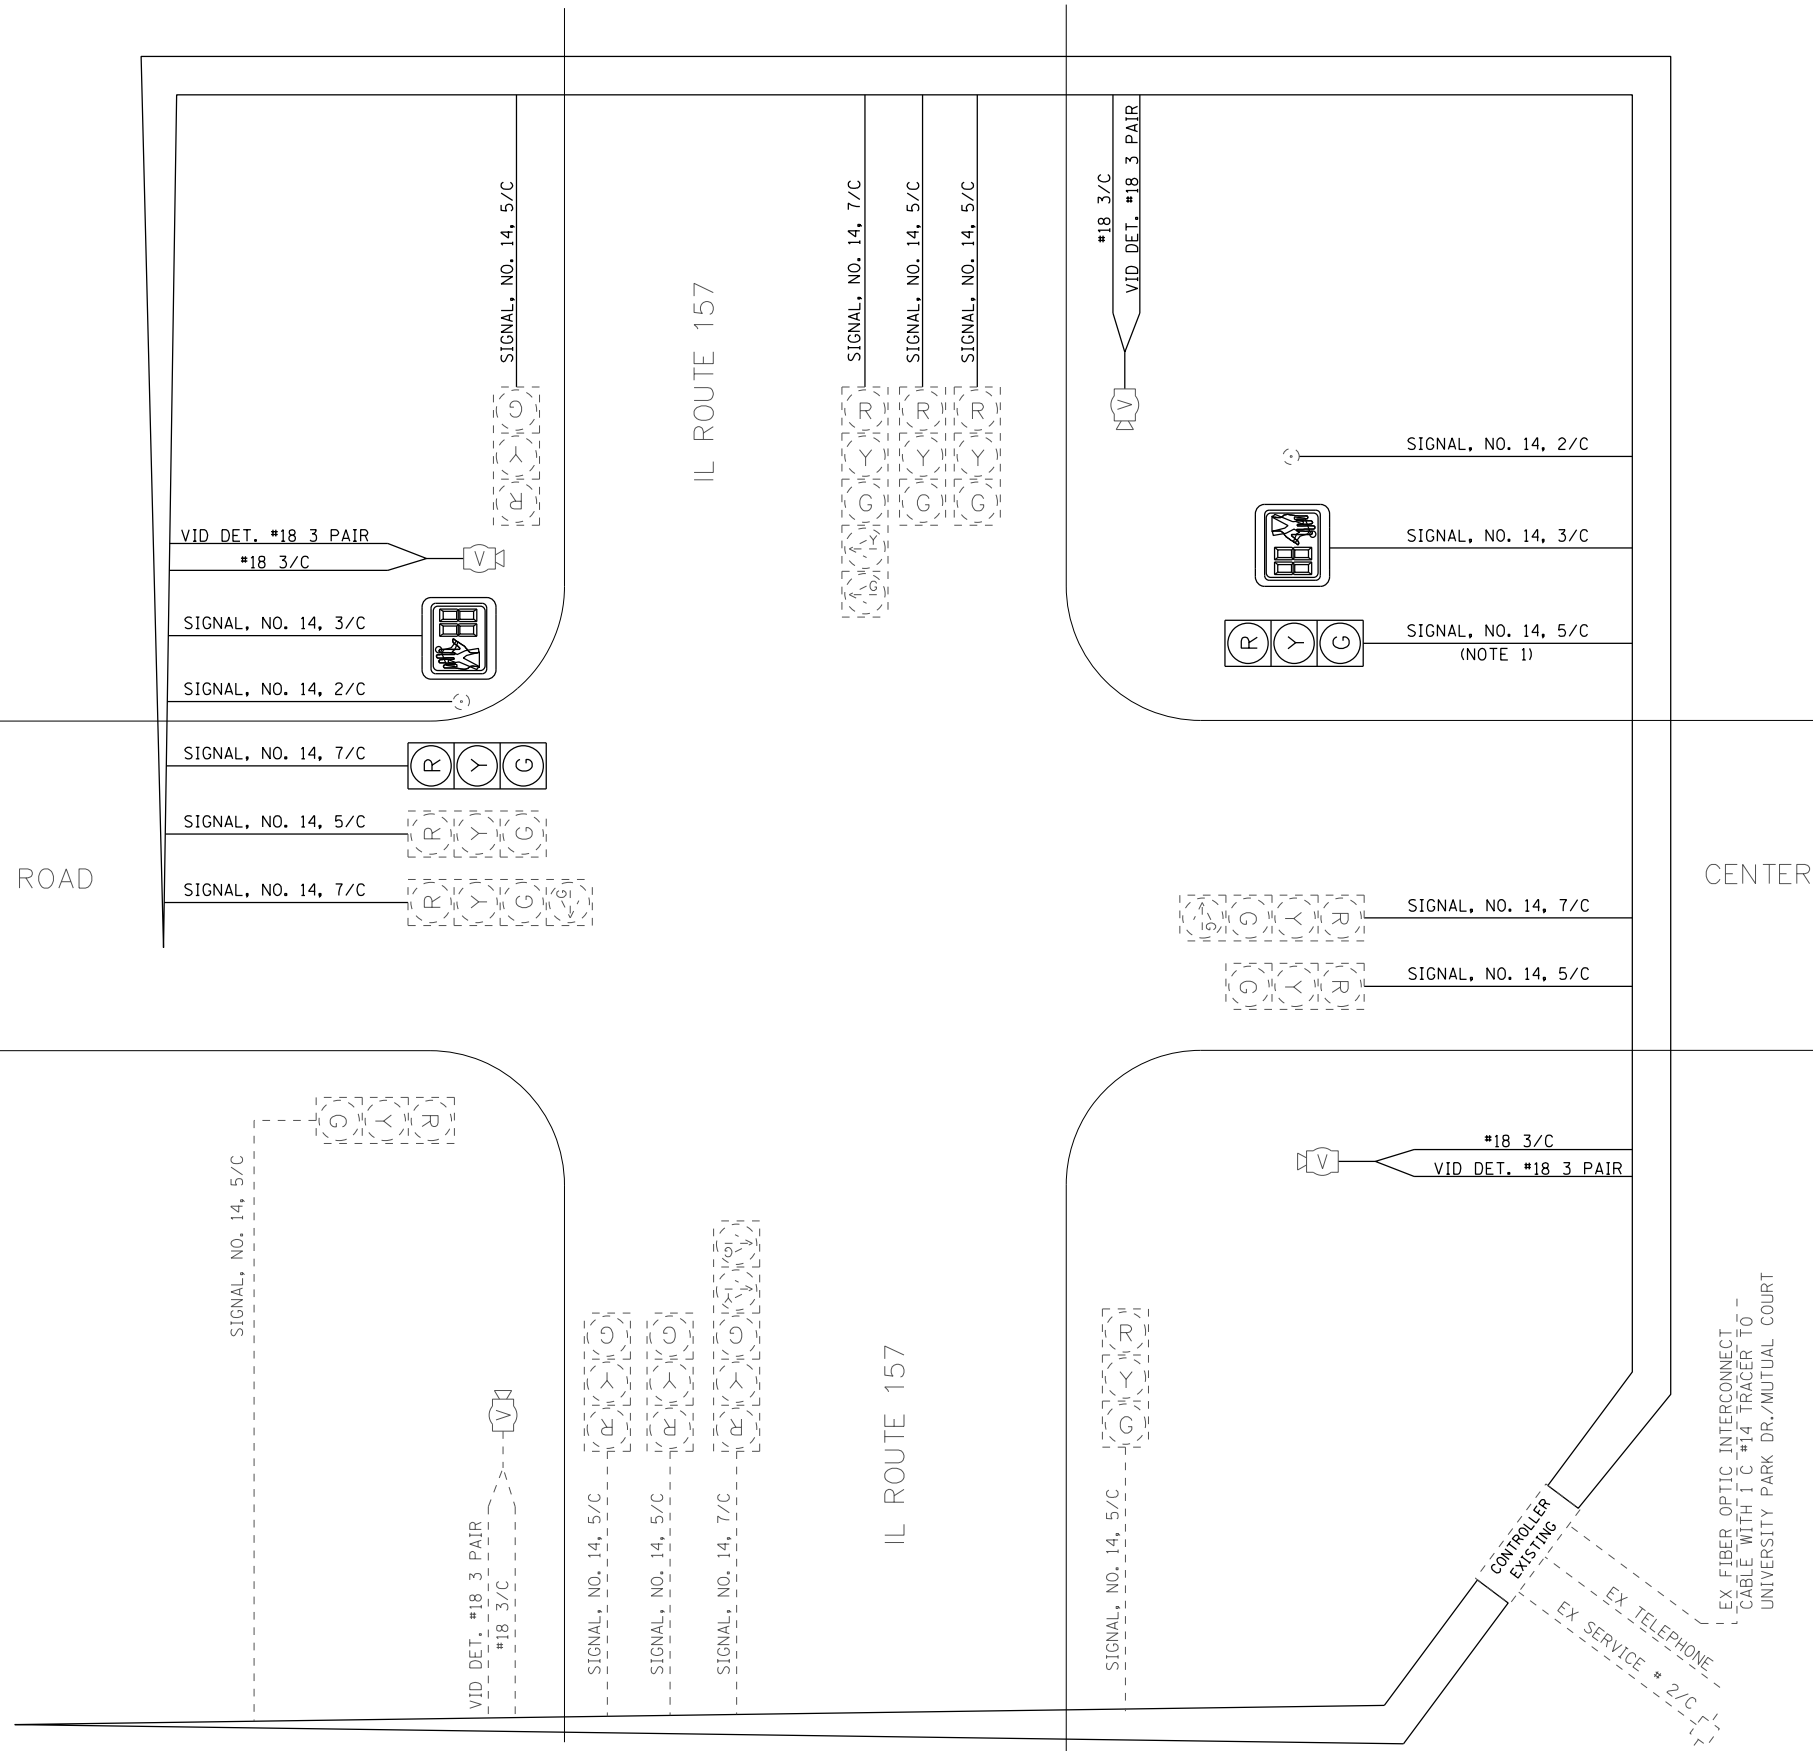 SIGNAL, NO. 14, 5/C
IL ROUTE 157
SIGNAL, NO. 14, 7/C
SIGNAL, NO. 14, 5/C
SIGNAL, NO. 14, 5/C
#18 3/C
VID DET. #18 3 PAIR
G
Y
R
R
Y
G
Y
G
R
Y
G
R
Y
G
V
SIGNAL, NO. 14, 2/C
SIGNAL, NO. 14, 3/C
R Y G
SIGNAL, NO. 14, 5/C
(NOTE 1)
VID DET. #18 3 PAIR
#18 3/C
V
SIGNAL, NO. 14, 3/C
SIGNAL, NO. 14, 2/C
SIGNAL, NO. 14, 7/C
R Y G
SIGNAL, NO. 14, 5/C
R Y G
ROAD
SIGNAL, NO. 14, 7/C
R Y G G
CENTER
G G Y R
SIGNAL, NO. 14, 7/C
G Y R
SIGNAL, NO. 14, 5/C
G Y R
SIGNAL, NO. 14, 5/C
V
#18 3/C
VID DET. #18 3 PAIR
V
VID DET. #18 3 PAIR
#18 3/C
G
Y
R
SIGNAL, NO. 14, 5/C
G
Y
R
SIGNAL, NO. 14, 5/C
G
Y
G
Y
R
SIGNAL, NO. 14, 7/C
IL ROUTE 157
R
Y
G
SIGNAL, NO. 14, 5/C
CONTROLLER
EXISTING
EX FIBER OPTIC INTERCONNECT
CABLE WITH 1 C #14 TRACER TO
UNIVERSITY PARK DR./MUTUAL COURT
EX TELEPHONE
EX SERVICE # 2/C